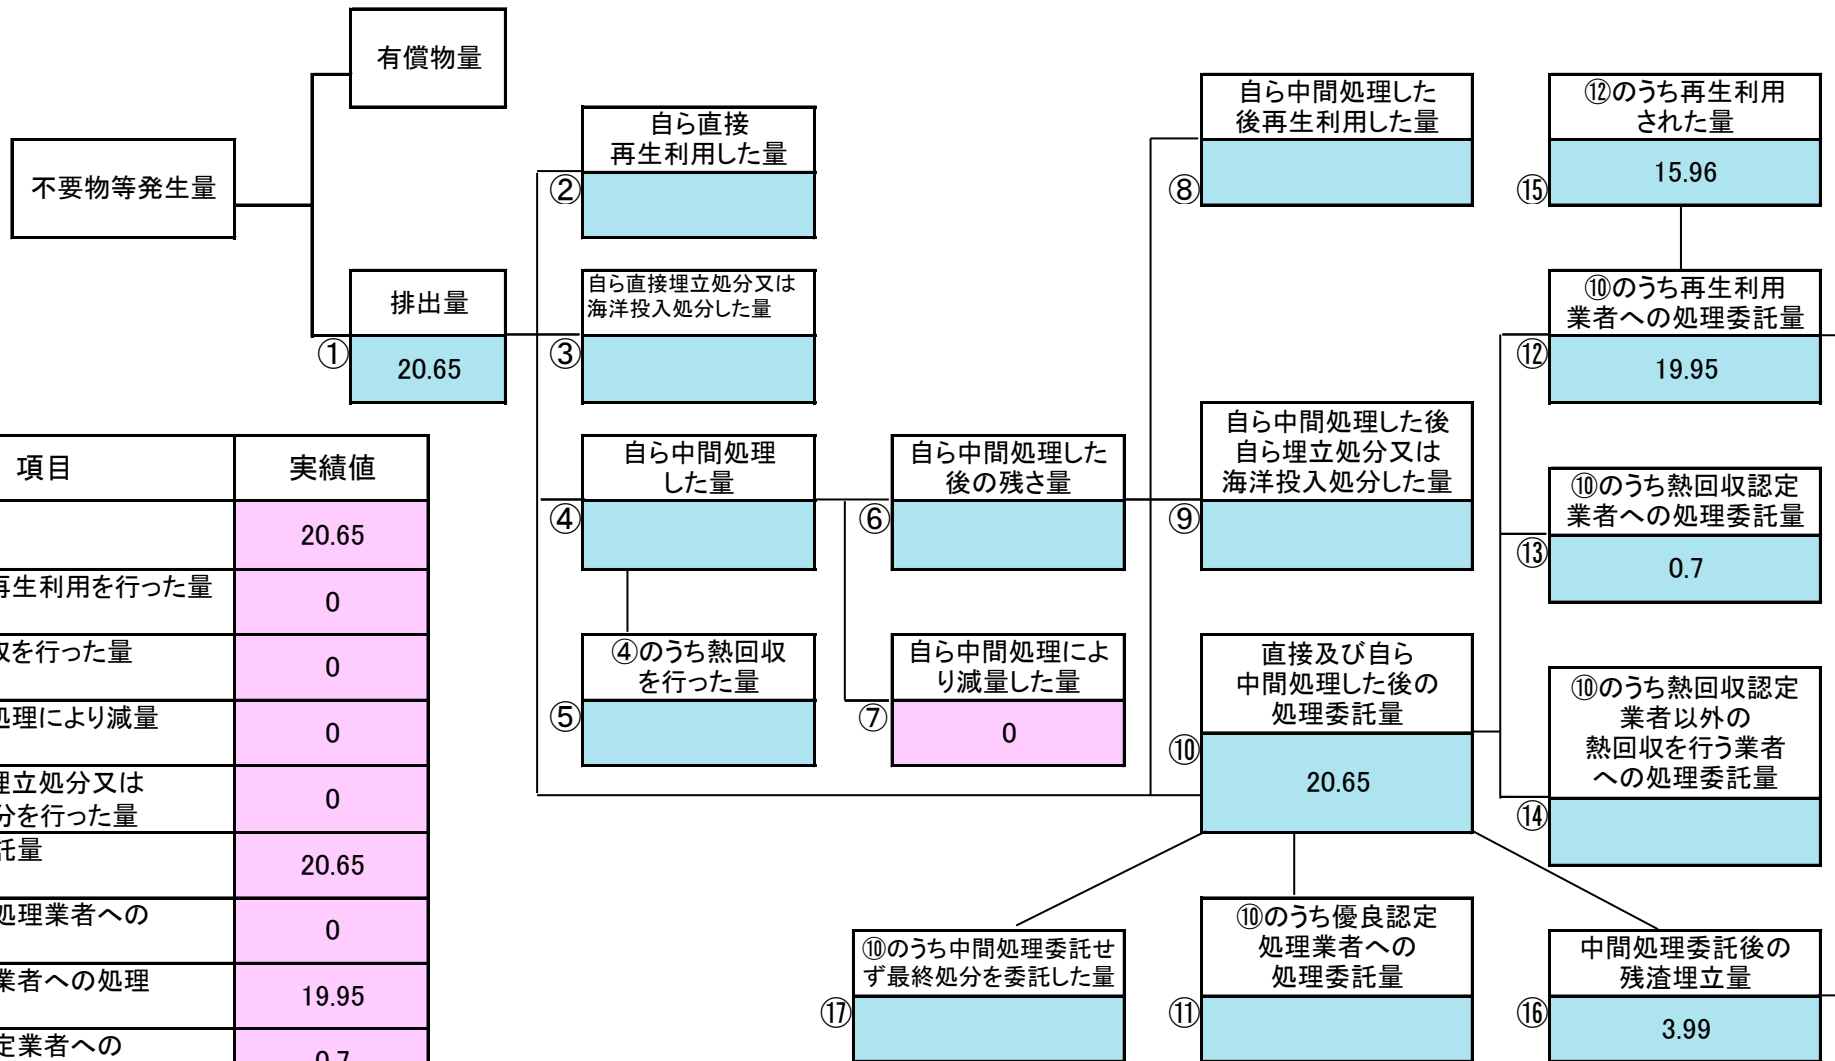 有償物量
不要物等発生量
排出量
①
20.65
自ら直接
再生利用した量
②
自ら直接埋立処分又は
海洋投入処分した量
③
自ら中間処理
した量
④
④のうち熱回収
を行った量
⑤
自ら中間処理した
後の残さ量
⑥
自ら中間処理によ
り減量した量
⑦
0
自ら中間処理した
後再生利用した量
⑧
自ら中間処理した後
自ら埋立処分又は
海洋投入処分した量
⑨
直接及び自ら
中間処理した後の
処理委託量
⑩
20.65
⑫のうち再生利用
された量
⑮
15.96
⑩のうち再生利用
業者への処理委託量
⑫
19.95
⑩のうち熱回収認定
業者への処理委託量
⑬
0.7
⑩のうち熱回収認定
業者以外の
熱回収を行う業者
への処理委託量
⑭
⑩のうち中間処理委託せ
ず最終処分を委託した量
⑰
⑩のうち優良認定
処理業者への
処理委託量
⑪
中間処理委託後の
残渣埋立量
⑯
3.99
項目 実績値
20.65
再生利用を行った量 0
収を行った量 0
処理により減量 0
埋立処分又は
分を行った量 0
託量 20.65
処理業者への 0
業者への処理 19.95
定業者への 0.7